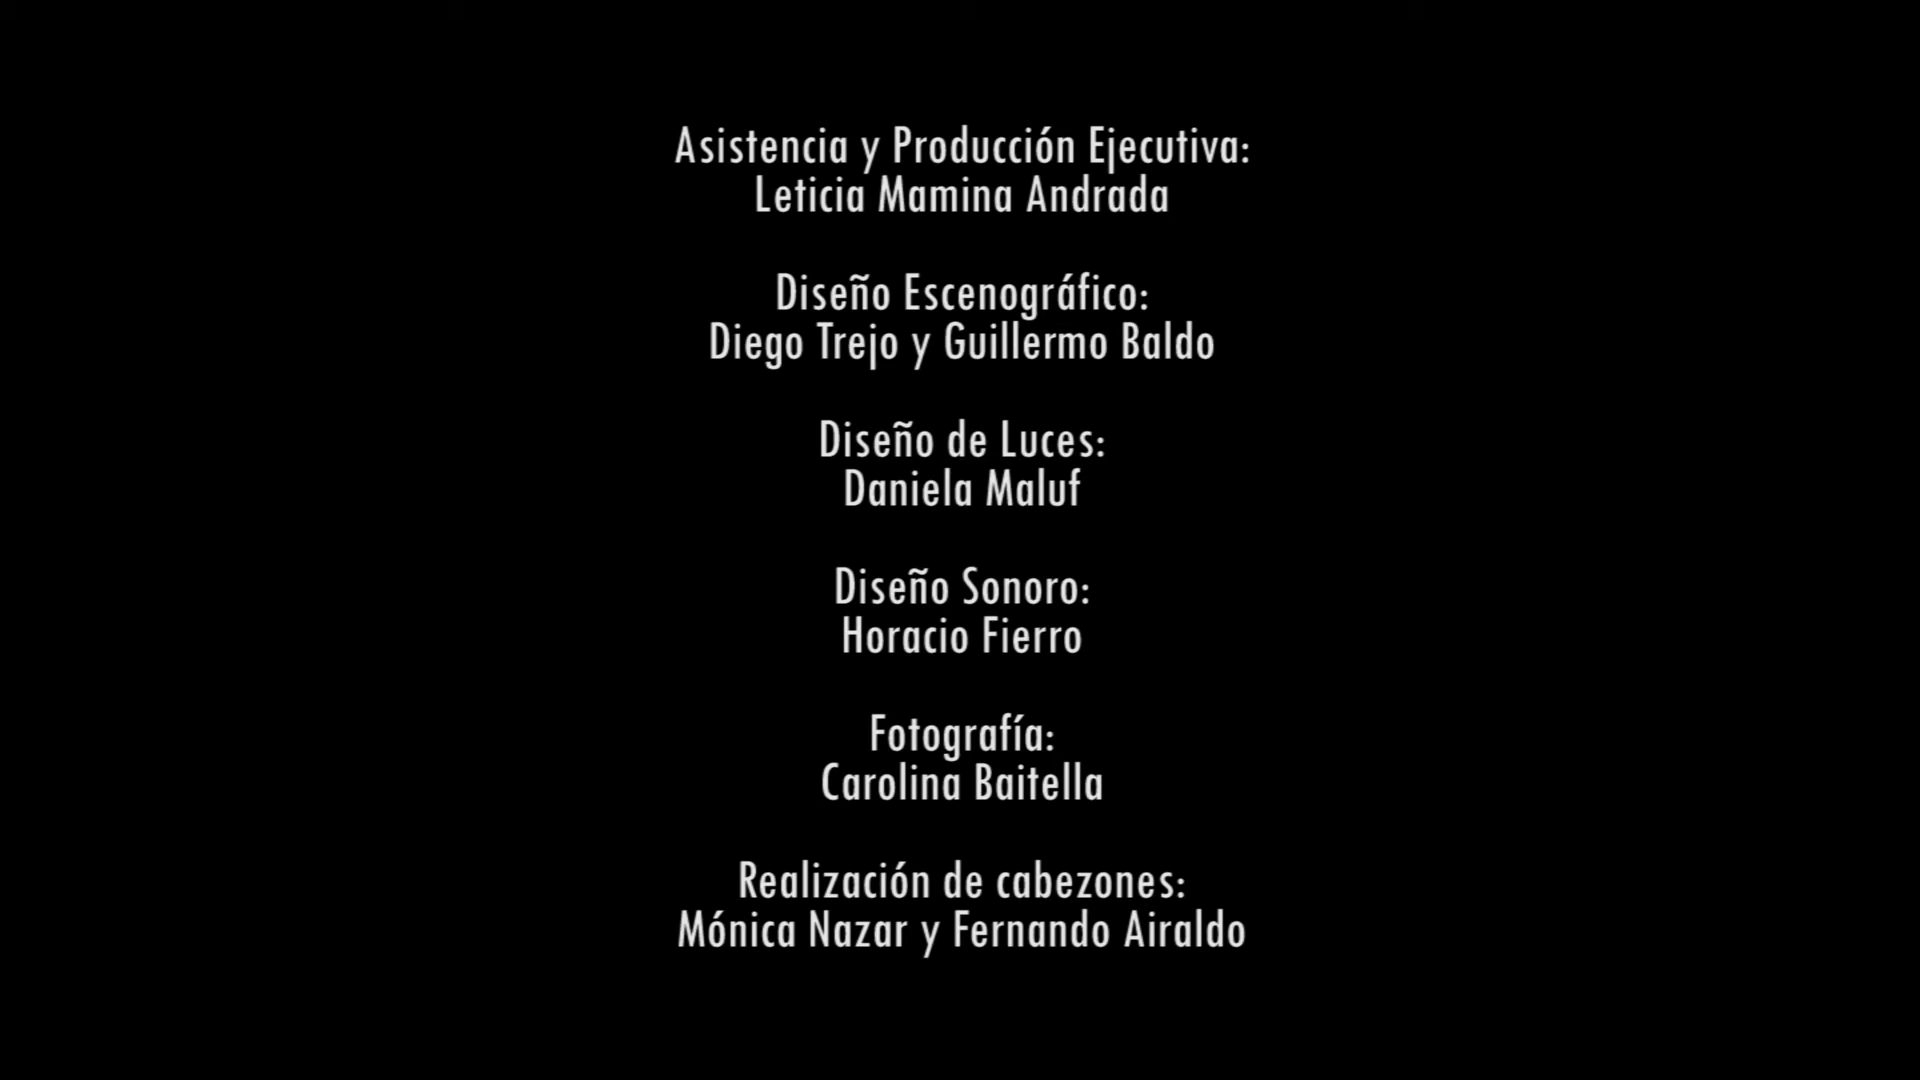 Asistencia y Producción Ejecutiva:
Leticia Mamina Andrada
Diseño Escenográfico:
Diego Trejo y Guillermo Baldo
Diseño de Luces:
Daniela Maluf
Diseño Sonoro:
Horacio Fierro
Fotografía:
Carolina Baitella
Realización de cabezones:
Mónica Nazar y Fernando Airaldo